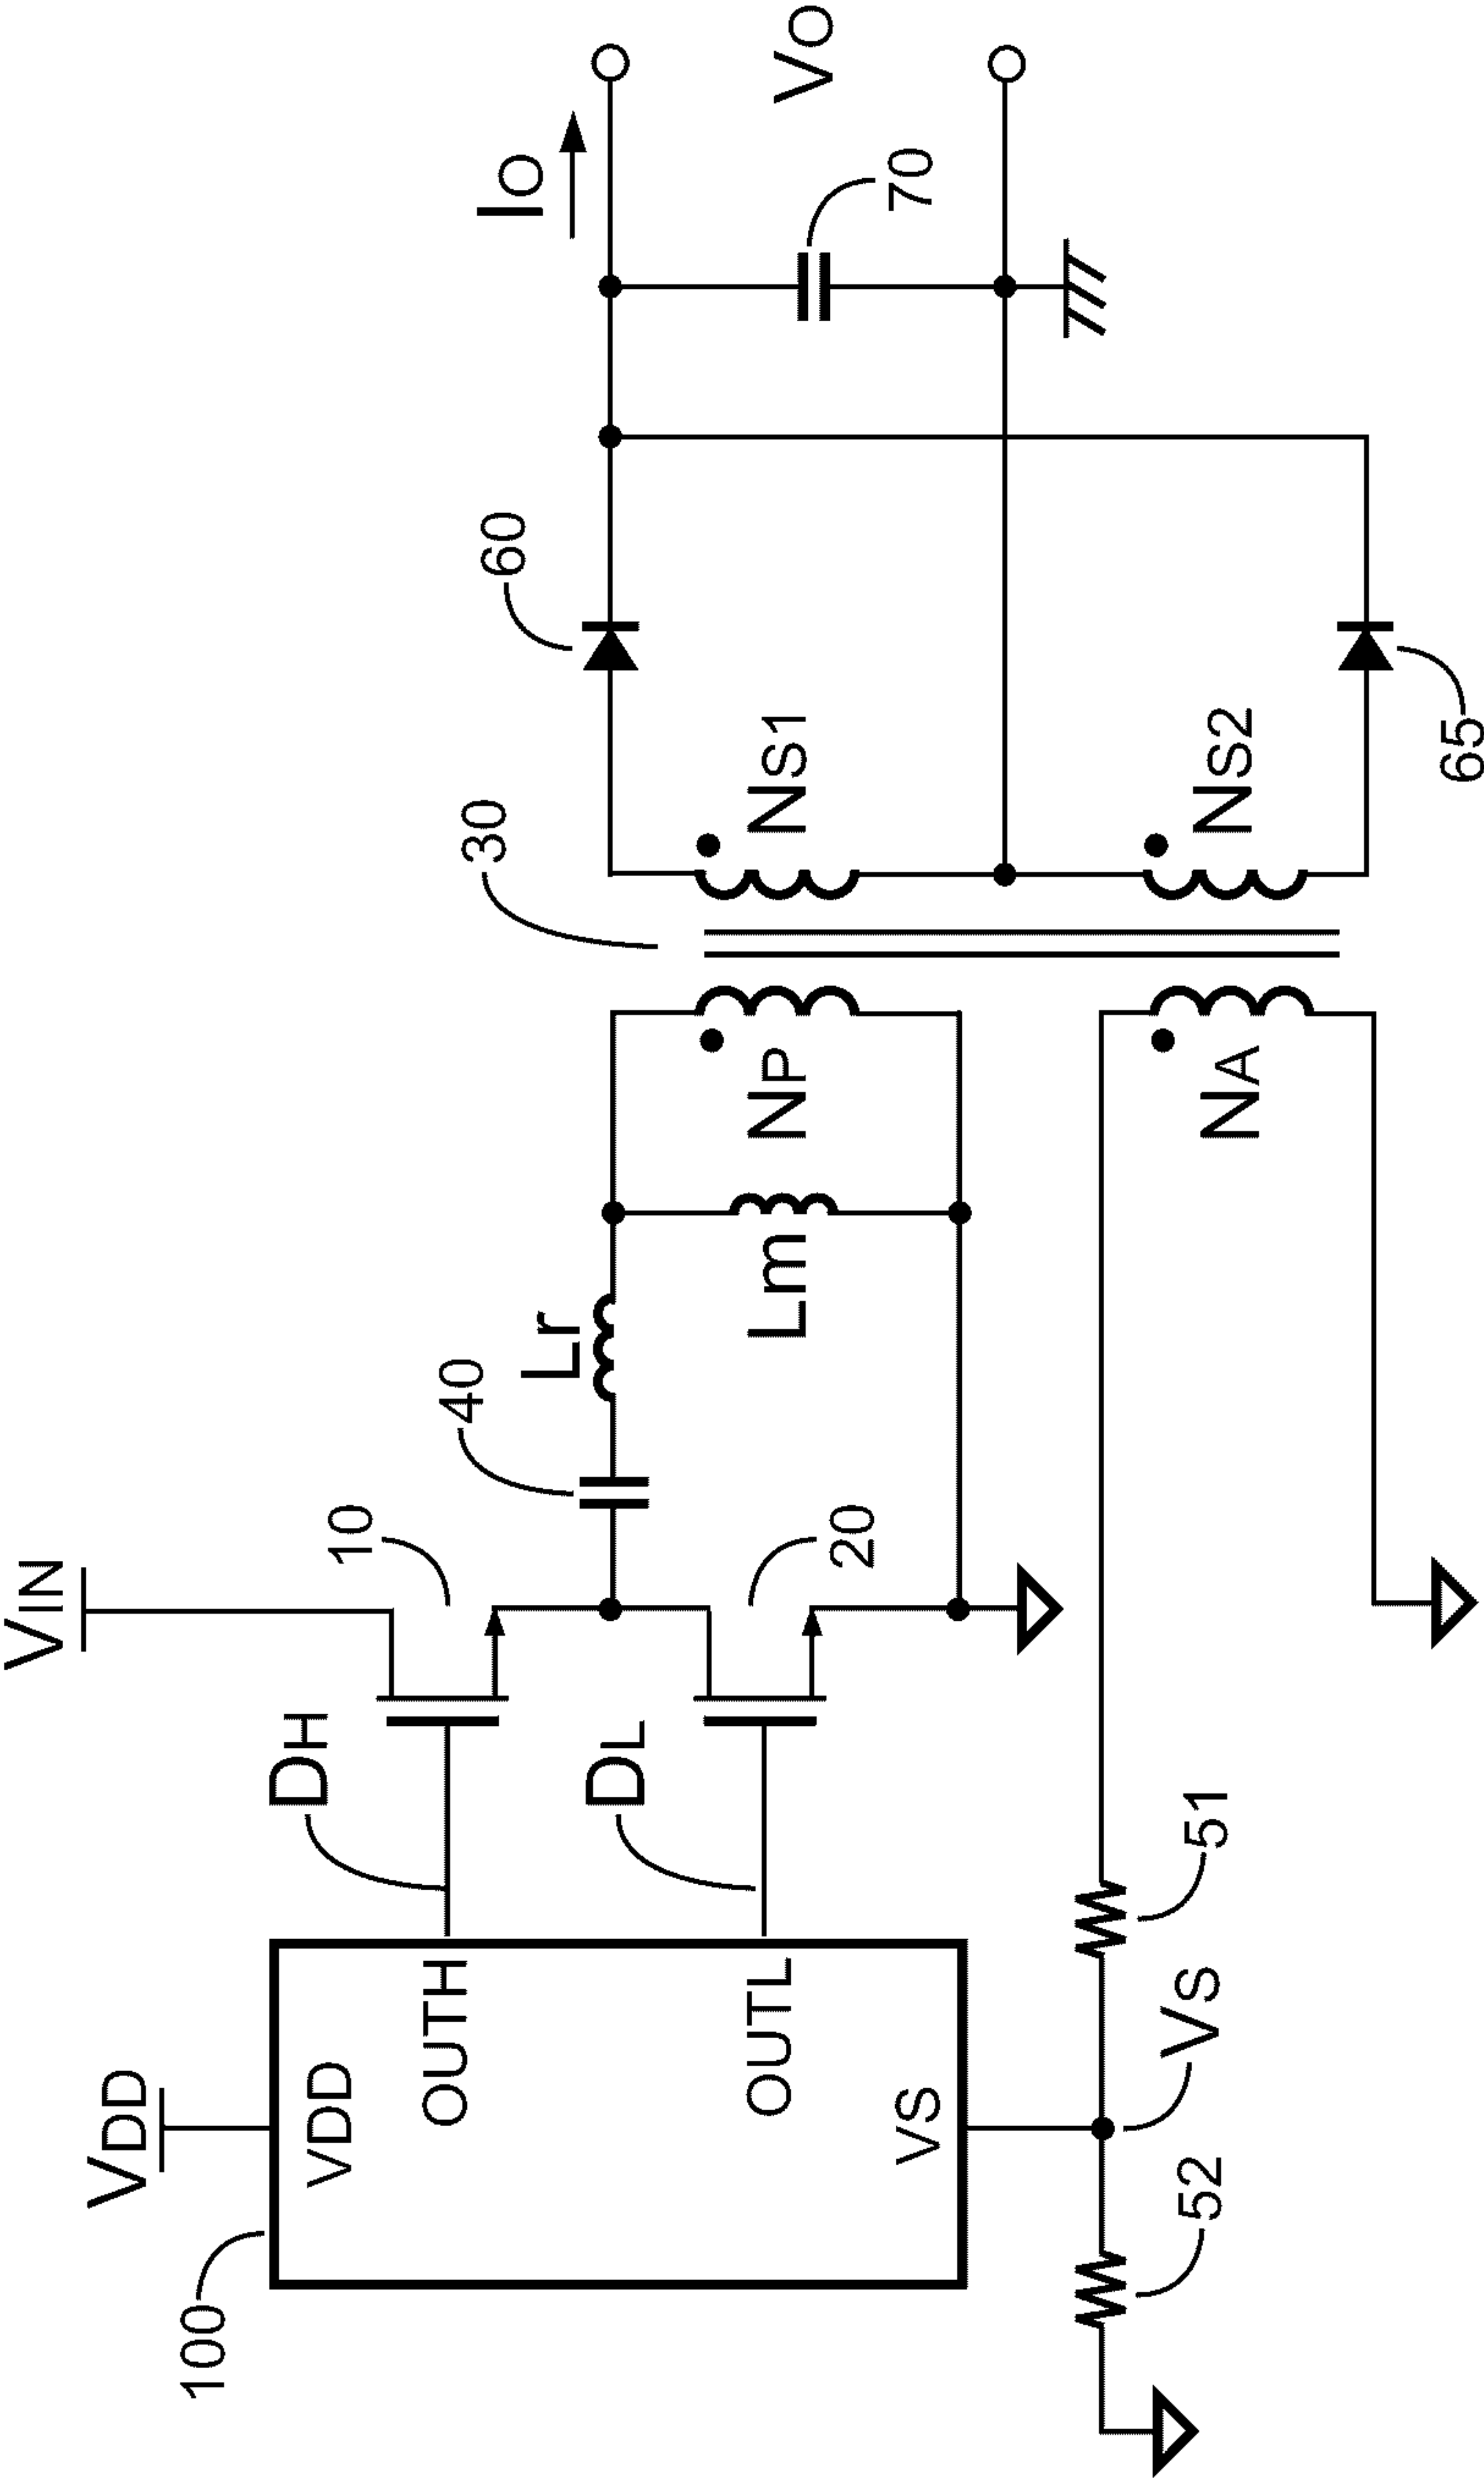 VIN
VDD
100
VDD
OUTH
OUTL
VS
DH
DL
10
20
40
Lr
Lm
NP
NA
30
NS1
NS2
60
65
IO
70
VO
VS
51
52